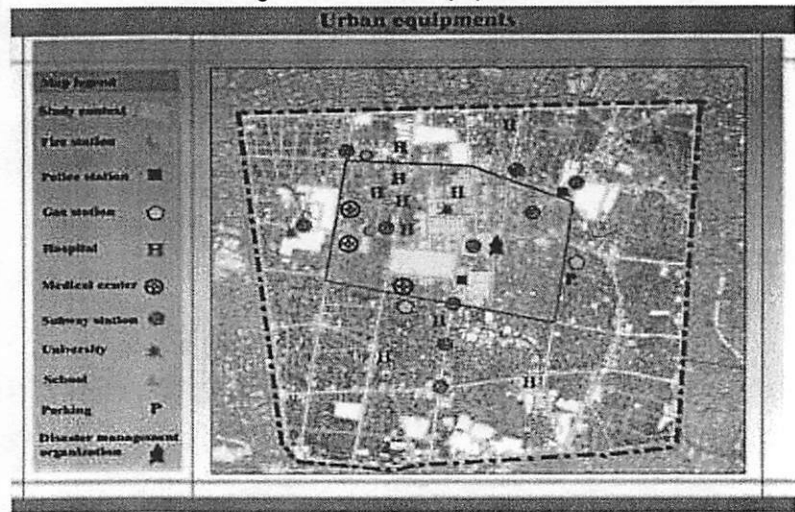 Urban equipments
Map legend
Study context
Fire station
Police station
Gas station
Hospital H
Medical center
Subway station
University
School
Parking P
Disaster management
organization
H
H
H
H
H
H
H
P
H
H
H